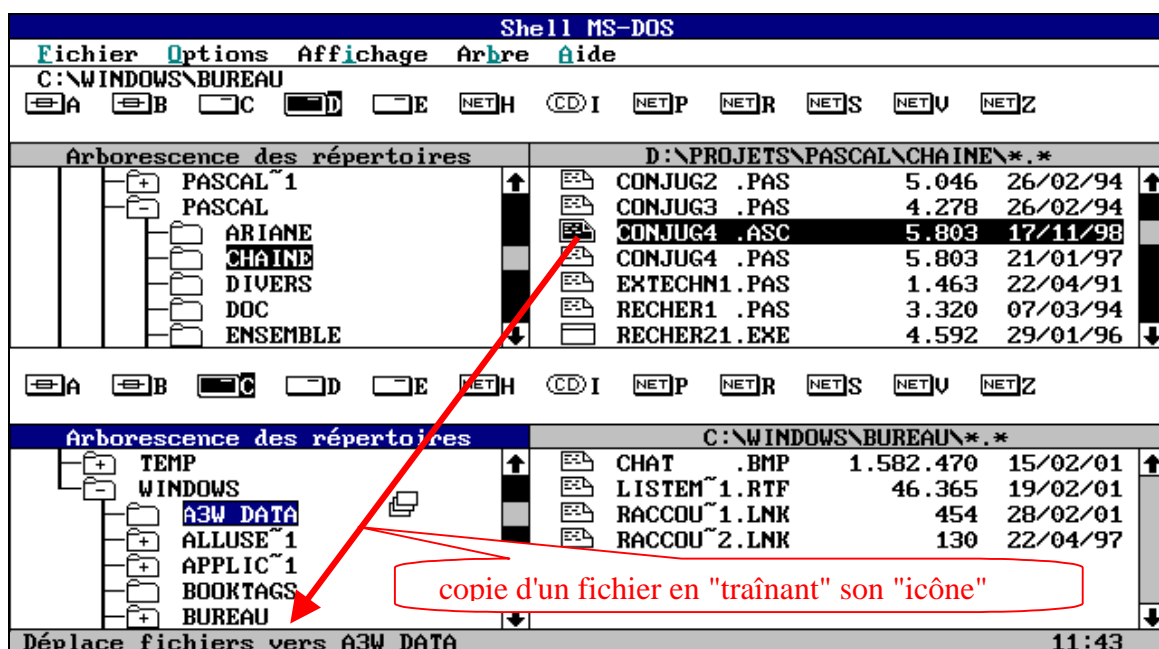 Shell MS-DOS
Fichier Options Affichage Arbre Aide
C:\WINDOWS\BUREAU
A B C D E NET H CD I NET P NET R NET S NET V NET Z
Arborescence des répertoires D:\PROJETS\PASCAL\CHAINE\*.*
+ PASCAL~1 CONJUG2 .PAS 5.046 26/02/94
- PASCAL CONJUG3 .PAS 4.278 26/02/94
ARIANE CONJUG4 .ASC 5.803 17/11/98
CHAINE CONJUG4 .PAS 5.803 21/01/97
DIVERS EXTECHN1.PAS 1.463 22/04/91
DOC RECHER1 .PAS 3.320 07/03/94
ENSEMBLE RECHER21.EXE 4.592 29/01/96
A B C D E NET H CD I NET P NET R NET S NET V NET Z
Arborescence des répertoires C:\WINDOWS\BUREAU\*.*
+ TEMP CHAT .BMP 1.582.470 15/02/01
- WINDOWS LISTEM~1.RTF 46.365 19/02/01
A3W DATA RACCOU~1.LNK 454 28/02/01
+ ALLUSE~1 RACCOU~2.LNK 130 22/04/97
+ APPLIC~1
BOOKTAGS
+ BUREAU
copie d'un fichier en "traînant" son "icône"
Déplace fichiers vers A3W DATA 11:43